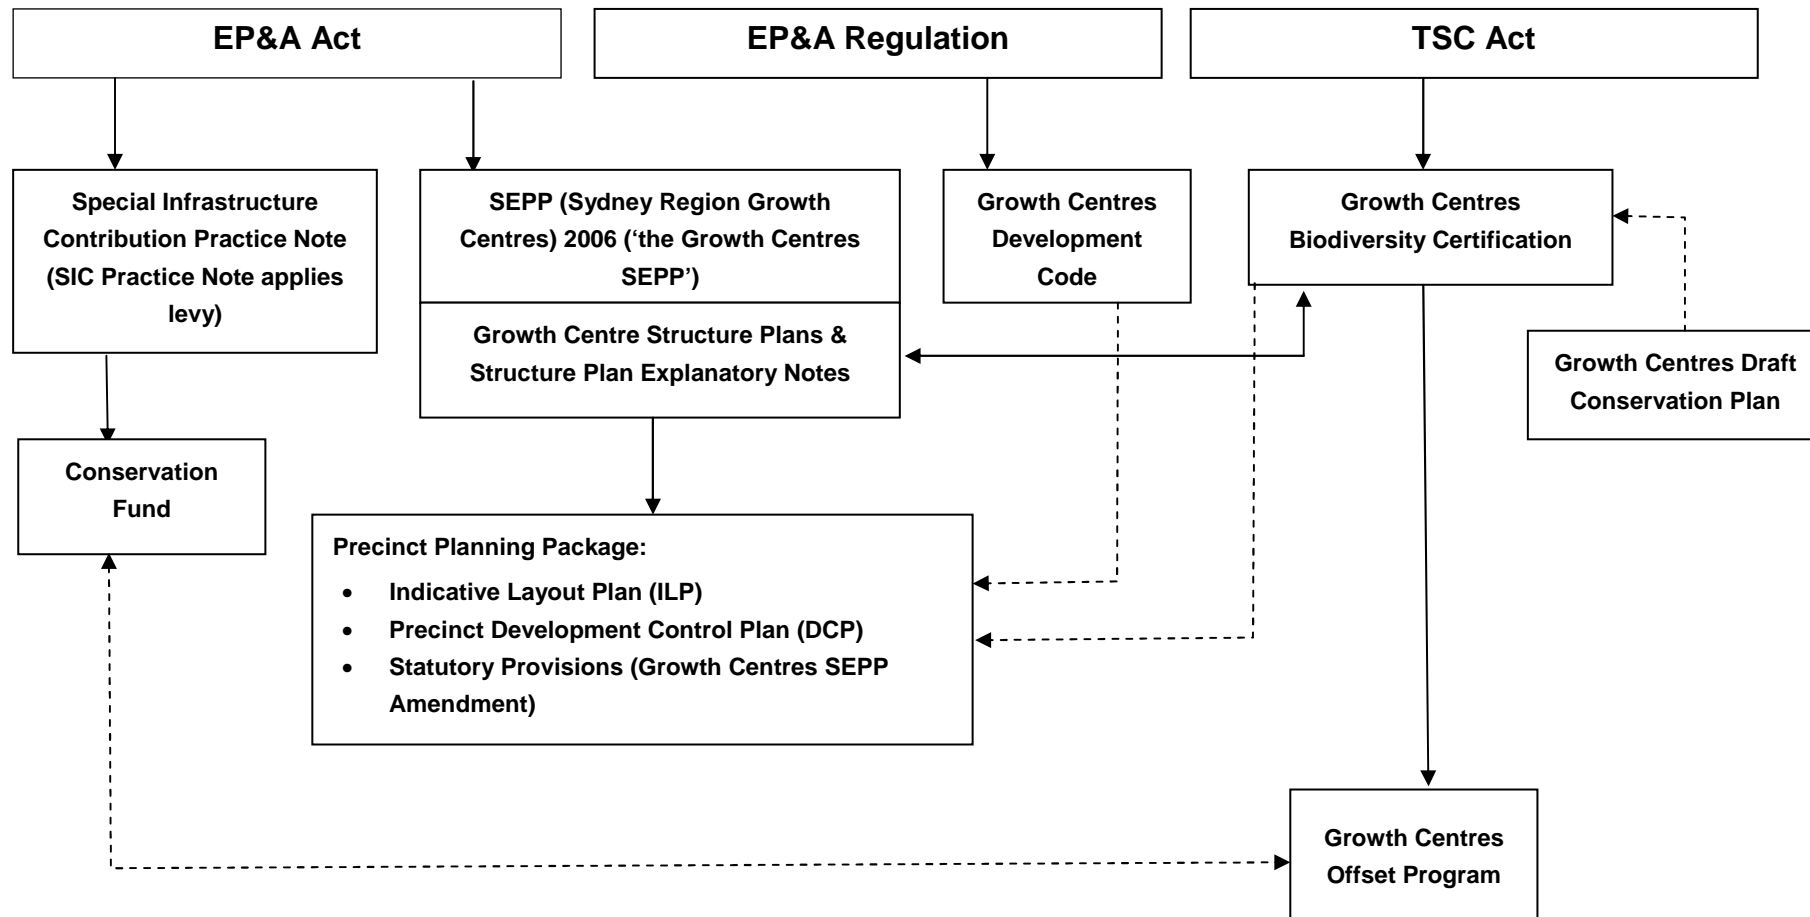 EP&A Act
EP&A Regulation
TSC Act
Special Infrastructure
Contribution Practice Note
(SIC Practice Note applies
levy)
SEPP (Sydney Region Growth
Centres) 2006 (‘the Growth Centres
SEPP’)
Growth Centre Structure Plans &
Structure Plan Explanatory Notes
Growth Centres
Development
Code
Growth Centres
Biodiversity Certification
Growth Centres Draft
Conservation Plan
Conservation
Fund
Precinct Planning Package:
• Indicative Layout Plan (ILP)
• Precinct Development Control Plan (DCP)
• Statutory Provisions (Growth Centres SEPP
Amendment)
Growth Centres
Offset Program